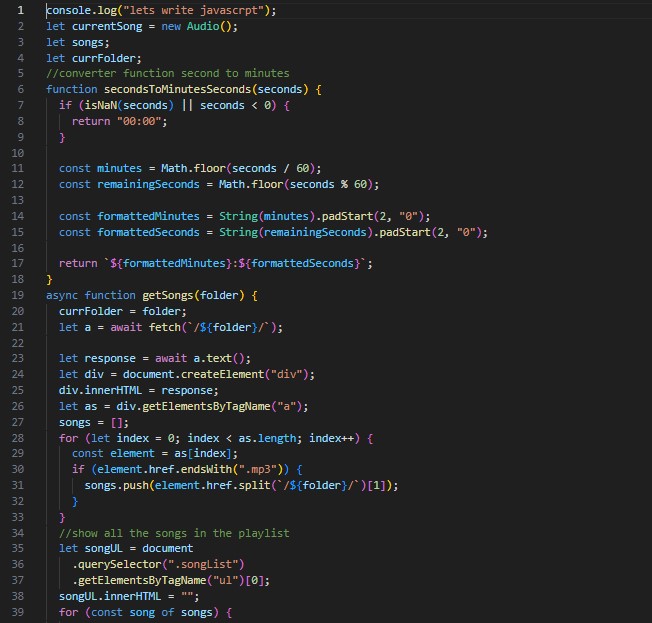 1 console.log("lets write javascrpt");
2 let currentSong = new Audio();
3 let songs;
4 let currFolder;
5 //converter function second to minutes
6 function secondsToMinutesSeconds(seconds) {
7   if (isNaN(seconds) || seconds < 0) {
8     return "00:00";
9   }
10
11   const minutes = Math.floor(seconds / 60);
12   const remainingSeconds = Math.floor(seconds % 60);
13
14   const formattedMinutes = String(minutes).padStart(2, "0");
15   const formattedSeconds = String(remainingSeconds).padStart(2, "0");
16
17   return `${formattedMinutes}:${formattedSeconds}`;
18 }
19 async function getSongs(folder) {
20   currFolder = folder;
21   let a = await fetch(`/${folder}/`);
22
23   let response = await a.text();
24   let div = document.createElement("div");
25   div.innerHTML = response;
26   let as = div.getElementsByTagName("a");
27   songs = [];
28   for (let index = 0; index < as.length; index++) {
29     const element = as[index];
30     if (element.href.endsWith(".mp3")) {
31       songs.push(element.href.split(`/${folder}/`)[1]);
32     }
33   }
34   //show all the songs in the playlist
35   let songUL = document
36     .querySelector(".songList")
37     .getElementsByTagName("ul")[0];
38   songUL.innerHTML = "";
39   for (const song of songs) {